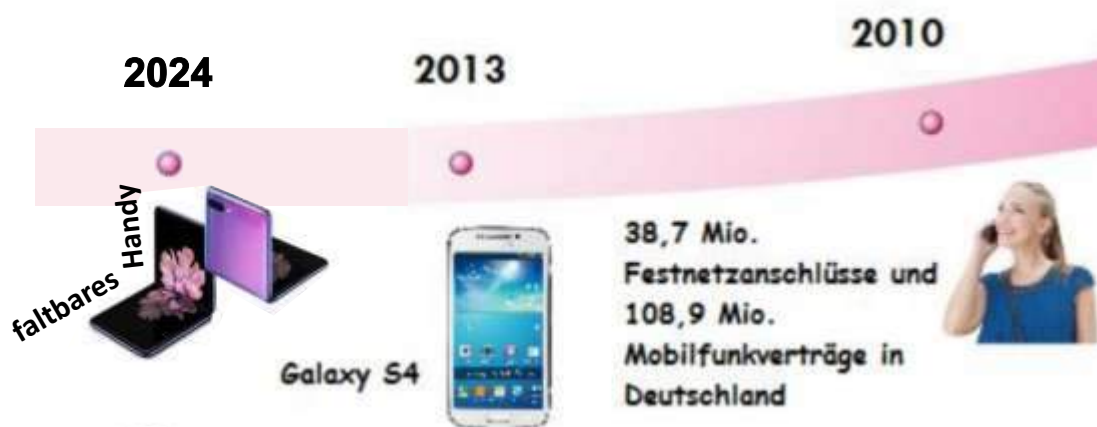 2024
2013
2010
faltbares Handy
Galaxy S4
38,7 Mio.
Festnetzanschlüsse und
108,9 Mio.
Mobilfunkverträge in
Deutschland